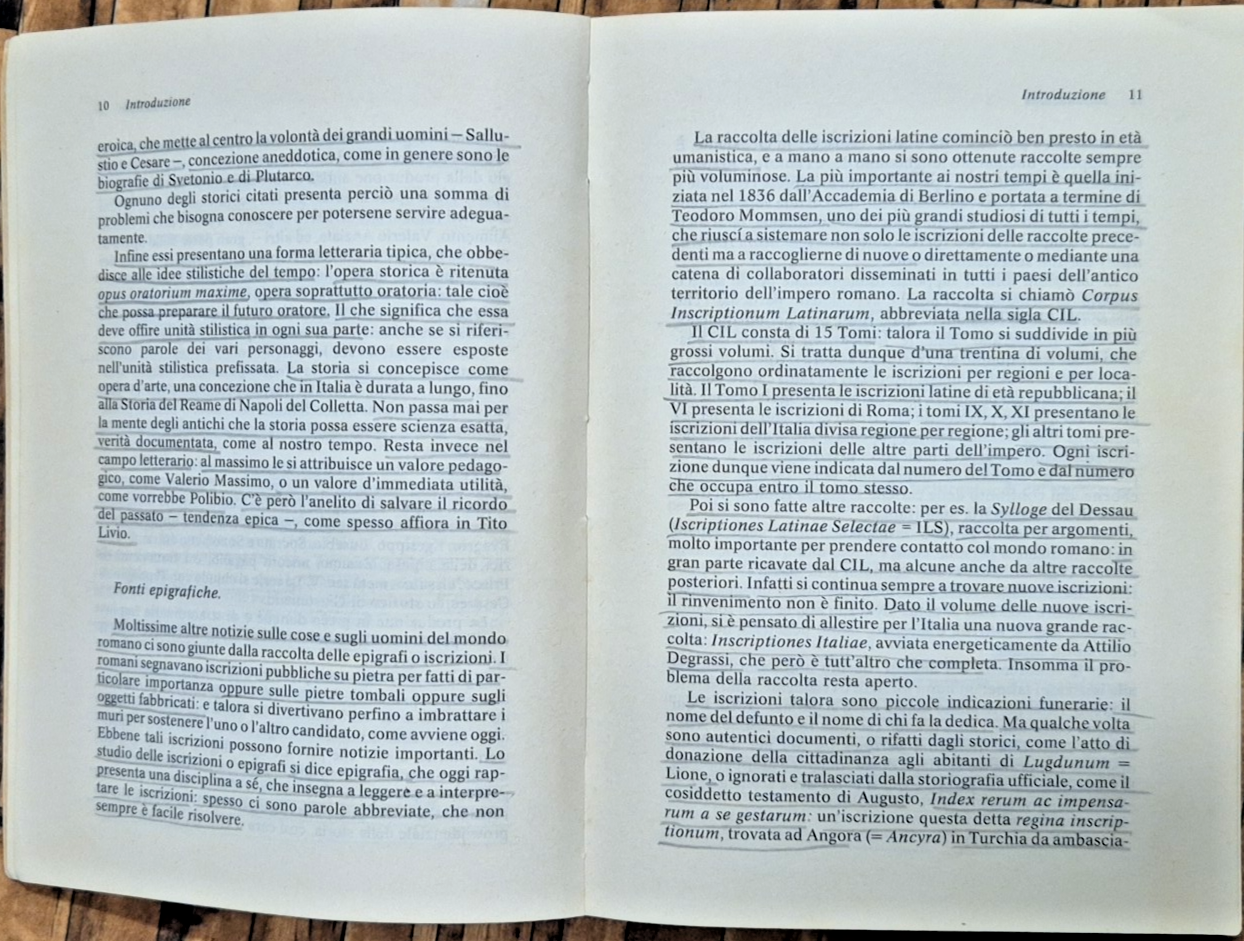 10 Introduzione
eroica, che mette al centro la volontà dei grandi uomini – Sallu-
stio e Cesare –, concezione aneddotica, come in genere sono le
biografie di Svetonio e di Plutarco.
Ognuno degli storici citati presenta perciò una somma di
problemi che bisogna conoscere per potersene servire adegua-
tamente.
Infine essi presentano una forma letteraria tipica, che obbe-
disce alle idee stilistiche del tempo: l'opera storica è ritenuta
opus oratorium maxime, opera soprattutto oratoria: tale cioè
che possa preparare il futuro oratore. Il che significa che essa
deve offire unità stilistica in ogni sua parte: anche se si riferi-
scono parole dei vari personaggi, devono essere esposte
nell'unità stilistica prefissata. La storia si concepisce come
opera d'arte, una concezione che in Italia è durata a lungo, fino
alla Storia del Reame di Napoli del Colletta. Non passa mai per
la mente degli antichi che la storia possa essere scienza esatta,
verità documentata, come al nostro tempo. Resta invece nel
campo letterario: al massimo le si attribuisce un valore pedago-
gico, come Valerio Massimo, o un valore d'immediata utilità,
come vorrebbe Polibio. C'è però l'anelito di salvare il ricordo
del passato – tendenza epica –, come spesso affiora in Tito
Livio.
Fonti epigrafiche.
Moltissime altre notizie sulle cose e sugli uomini del mondo
romano ci sono giunte dalla raccolta delle epigrafi o iscrizioni. I
romani segnavano iscrizioni pubbliche su pietra per fatti di par-
ticolare importanza oppure sulle pietre tombali oppure sugli
oggetti fabbricati: e talora si divertivano perfino a imbrattare i
muri per sostenere l'uno o l'altro candidato, come avviene oggi.
Ebbene tali iscrizioni possono fornire notizie importanti. Lo
studio delle iscrizioni o epigrafi si dice epigrafia, che oggi rap-
presenta una disciplina a sé, che insegna a leggere e a interpre-
tare le iscrizioni: spesso ci sono parole abbreviate, che non
sempre è facile risolvere.
Introduzione 11
La raccolta delle iscrizioni latine cominciò ben presto in età
umanistica, e a mano a mano si sono ottenute raccolte sempre
più voluminose. La più importante ai nostri tempi è quella ini-
ziata nel 1836 dall'Accademia di Berlino e portata a termine di
Teodoro Mommsen, uno dei più grandi studiosi di tutti i tempi,
che riuscí a sistemare non solo le iscrizioni delle raccolte prece-
denti ma a raccoglierne di nuove o direttamente o mediante una
catena di collaboratori disseminati in tutti i paesi dell'antico
territorio dell'impero romano. La raccolta si chiamò Corpus
Inscriptionum Latinarum, abbreviata nella sigla CIL.
Il CIL consta di 15 Tomi: talora il Tomo si suddivide in più
grossi volumi. Si tratta dunque d'una trentina di volumi, che
raccolgono ordinatamente le iscrizioni per regioni e per loca-
lità. Il Tomo I presenta le iscrizioni latine di età repubblicana; il
VI presenta le iscrizioni di Roma; i tomi IX, X, XI presentano le
iscrizioni dell'Italia divisa regione per regione; gli altri tomi pre-
sentano le iscrizioni delle altre parti dell'impero. Ogni iscri-
zione dunque viene indicata dal numero del Tomo e dal numero
che occupa entro il tomo stesso.
Poi si sono fatte altre raccolte: per es. la Sylloge del Dessau
(Iscriptiones Latinae Selectae = ILS), raccolta per argomenti,
molto importante per prendere contatto col mondo romano: in
gran parte ricavate dal CIL, ma alcune anche da altre raccolte
posteriori. Infatti si continua sempre a trovare nuove iscrizioni:
il rinvenimento non è finito. Dato il volume delle nuove iscri-
zioni, si è pensato di allestire per l'Italia una nuova grande rac-
colta: Inscriptiones Italiae, avviata energeticamente da Attilio
Degrassi, che però è tutt'altro che completa. Insomma il pro-
blema della raccolta resta aperto.
Le iscrizioni talora sono piccole indicazioni funerarie: il
nome del defunto e il nome di chi fa la dedica. Ma qualche volta
sono autentici documenti, o rifatti dagli storici, come l'atto di
donazione della cittadinanza agli abitanti di Lugdunum =
Lione, o ignorati e tralasciati dalla storiografia ufficiale, come il
cosiddetto testamento di Augusto, Index rerum ac impensa-
rum a se gestarum: un'iscrizione questa detta regina inscrip-
tionum, trovata ad Angora (= Ancyra) in Turchia da ambascia-